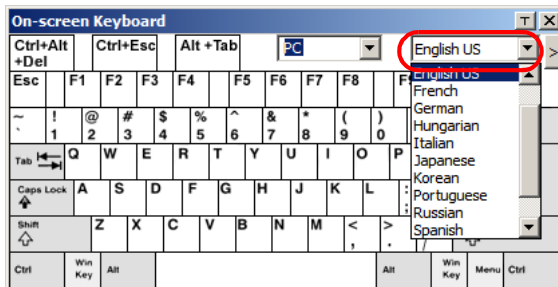 On-screen Keyboard
Ctrl+Alt +Del Ctrl+Esc Alt +Tab PC English US >
Esc F1 F2 F3 F4 F5 F6 F7 F8
English US
French
German
Hungarian
Italian
Japanese
Korean
Portuguese
Russian
Spanish
~ ! @ # $ % ^ & * ( )
` 1 2 3 4 5 6 7 8 9 0
Tab Q W E R T Y U I O P
Caps Lock A S D F G H J K L :
;
Shift Z X C V B N M < >
, . /
Ctrl Win Key Alt Alt Win Key Menu Ctrl